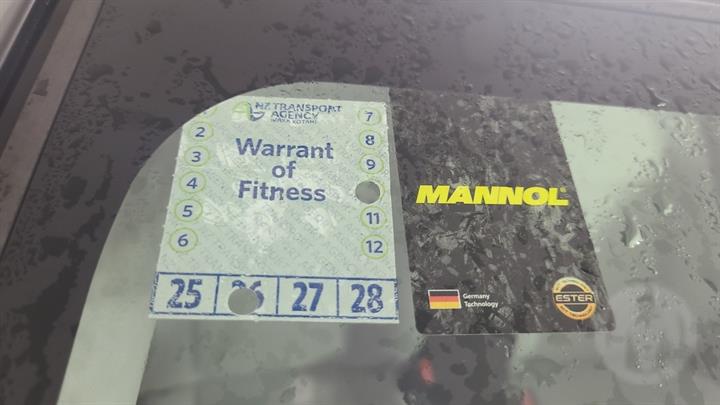 NZ TRANSPORT
AGENCY
WAKA KOTAHI
7
2
8
3
9
4
5
11
6
12
Warrant
of
Fitness
25
26
27
28
MANNOL®
Germany
Technology
ESTER